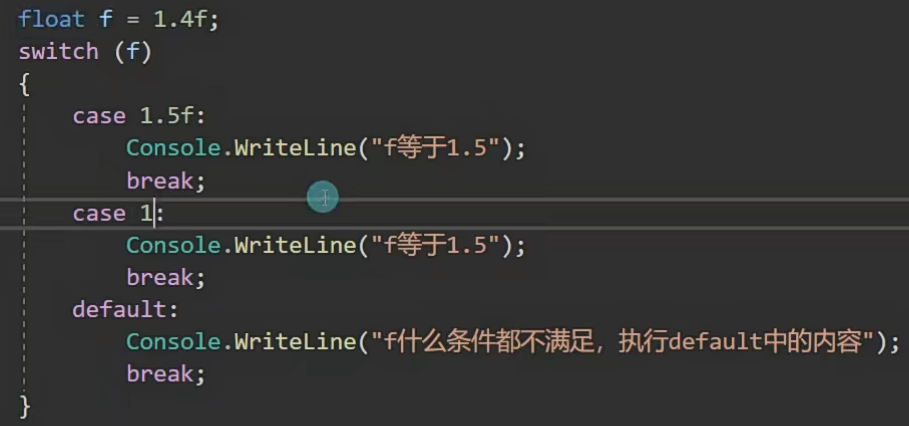 float f = 1.4f;
switch (f)
{
case 1.5f:
Console.WriteLine("f等于1.5");
break;
case 1:
Console.WriteLine("f等于1.5");
break;
default:
Console.WriteLine("f什么条件都不满足，执行default中的内容");
break;
}